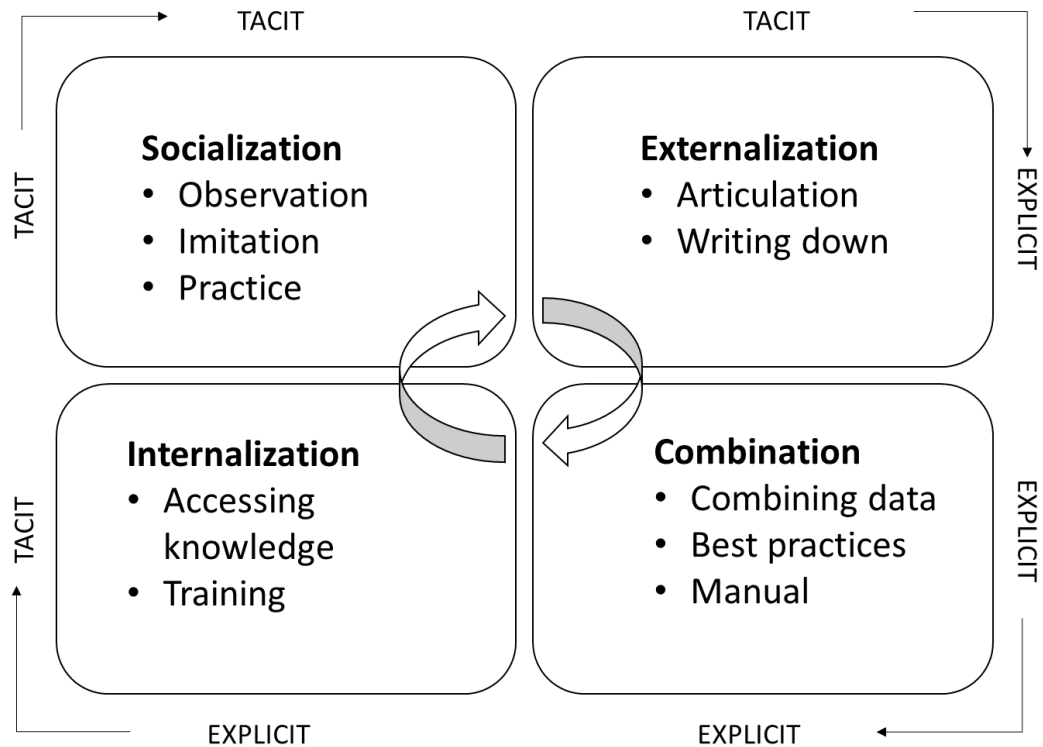 TACIT
TACIT
TACIT
Socialization
• Observation
• Imitation
• Practice
Externalization
• Articulation
• Writing down
EXPLICIT
TACIT
Internalization
• Accessing
knowledge
• Training
Combination
• Combining data
• Best practices
• Manual
EXPLICIT
EXPLICIT
EXPLICIT